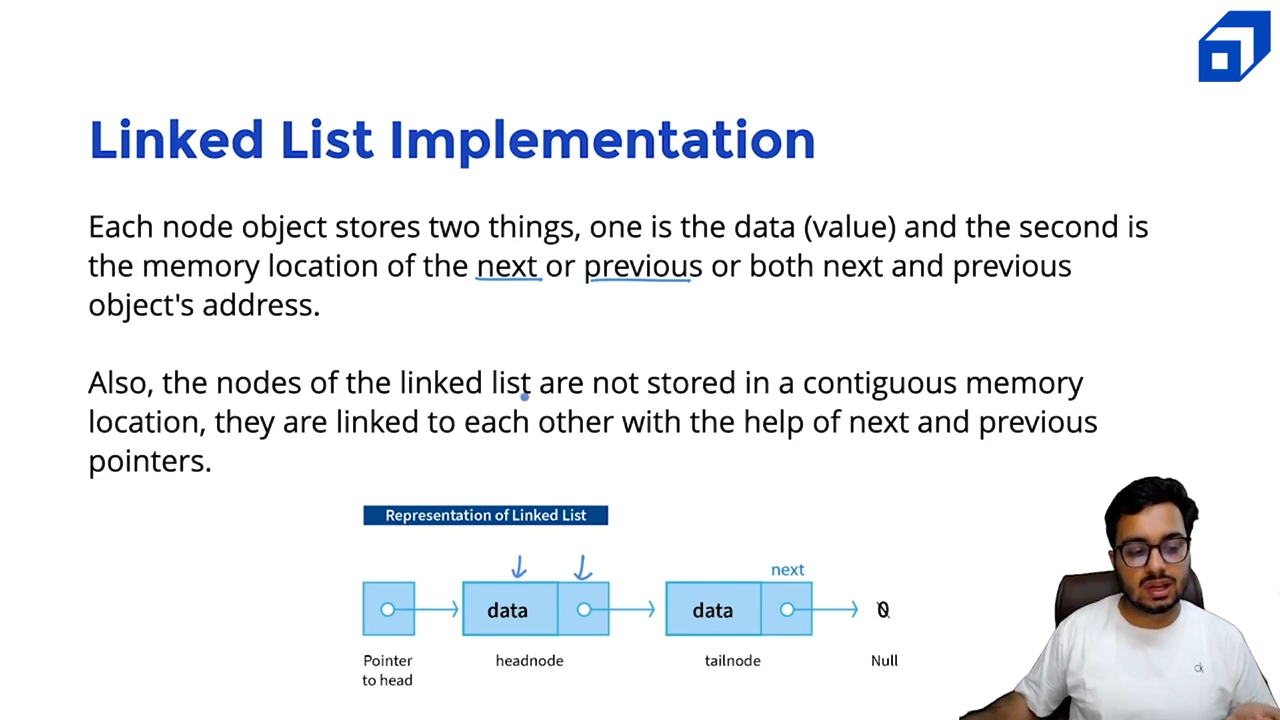 Linked List Implementation
Each node object stores two things, one is the data (value) and the second is
the memory location of the next or previous or both next and previous
object's address.
Also, the nodes of the linked list are not stored in a contiguous memory
location, they are linked to each other with the help of next and previous
pointers.
Representation of Linked List
next
data
data
0
Pointer
to head
headnode
tailnode
Null
ck